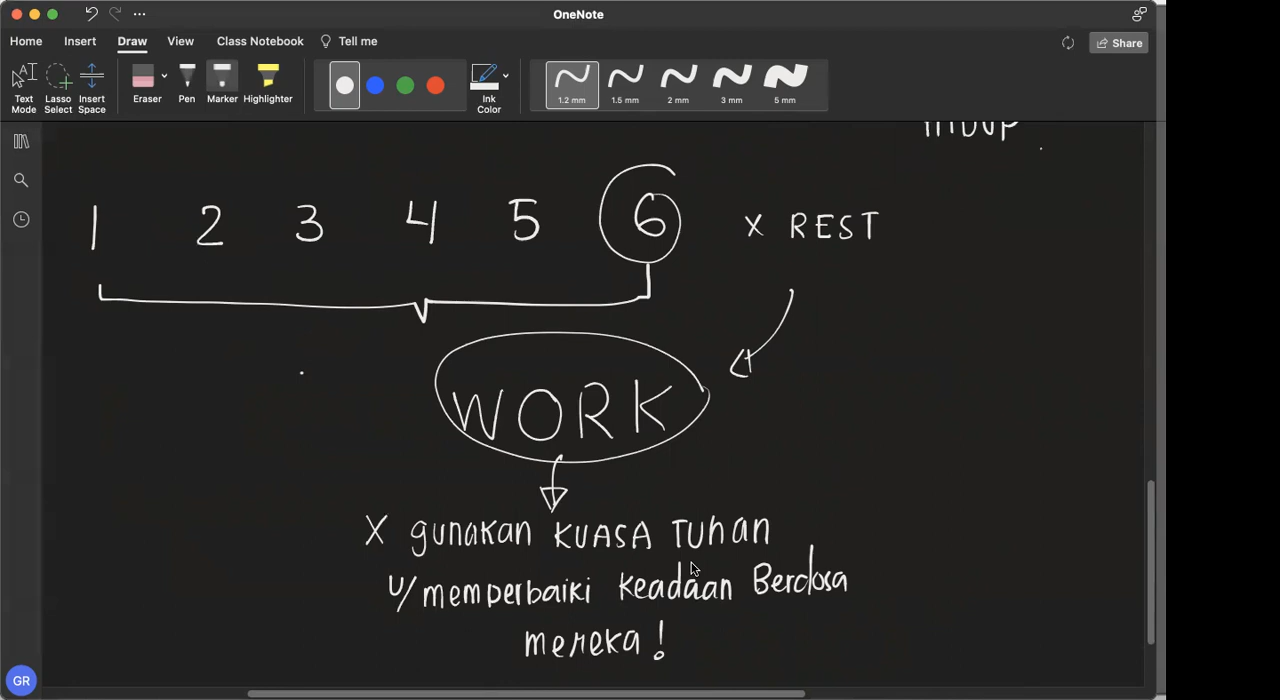 OneNote
Home Insert Draw View Class Notebook Tell me
Share
Text Mode
Lasso Select
Insert Space
Eraser
Pen
Marker
Highlighter
Ink Color
1.2 mm
1.5 mm
2 mm
3 mm
5 mm
1 2 3 4 5 6 X REST
WORK
X gunakan KUASA TUhan
U/ memperbaiki Keadaan Berdosa
mereka!
GR